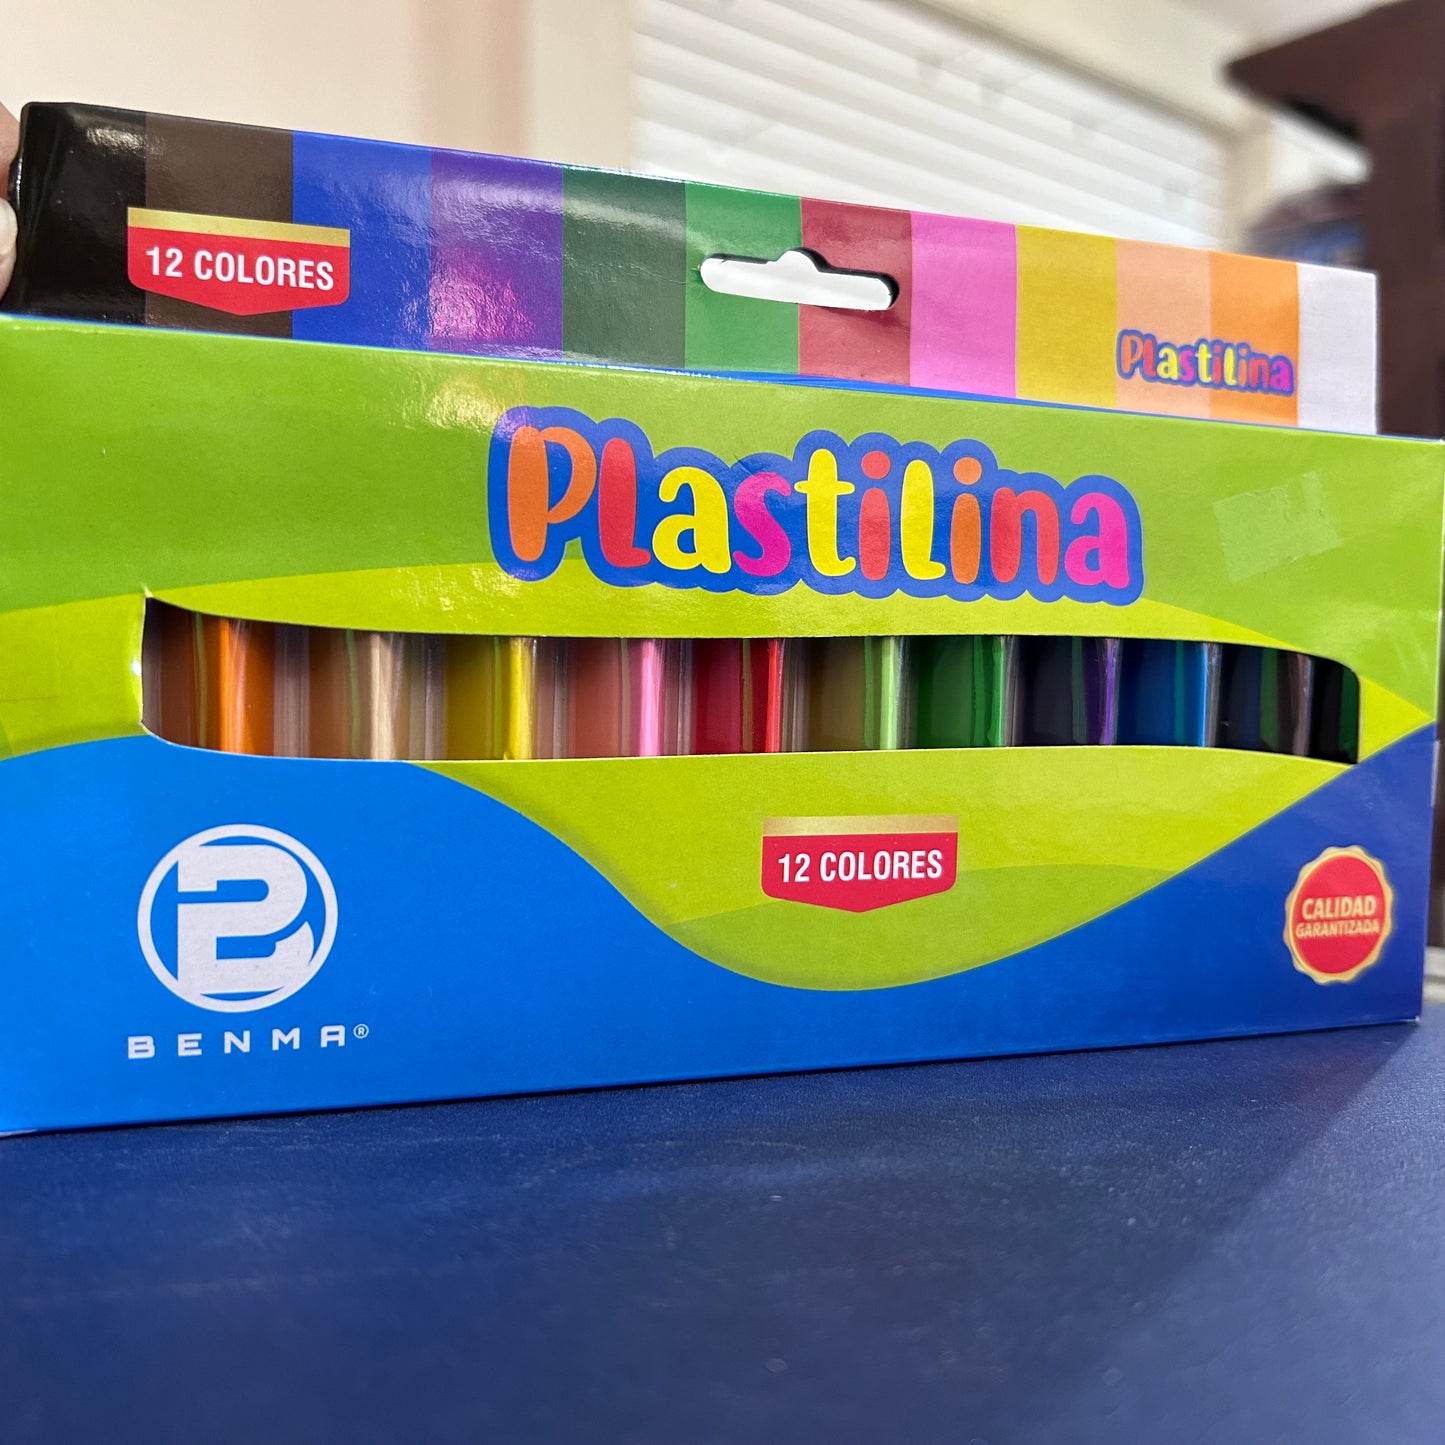 12 COLORES
Plastilina
Plastilina
12 COLORES
BENMA®
CALIDAD
GARANTIZADA